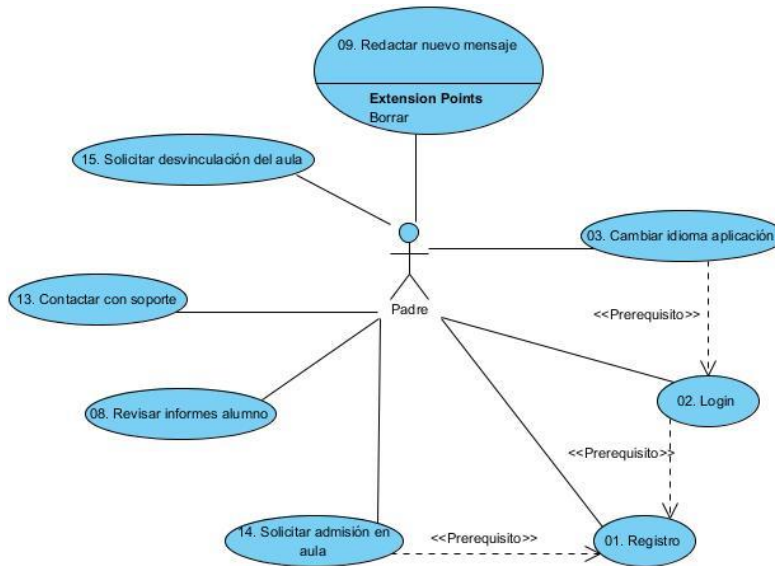 09. Redactar nuevo mensaje
Extension Points
Borrar
15. Solicitar desvinculación del aula
03. Cambiar idioma aplicación
13. Contactar con soporte
Padre
<<Prerequisito>>
08. Revisar informes alumno
02. Login
<<Prerequisito>>
14. Solicitar admisión en
aula
<<Prerequisito>>
01. Registro